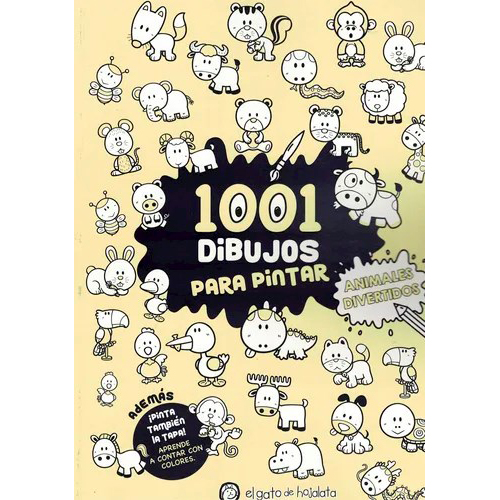 1001
DIBUJOS
PARA PINTAR
ANIMALES
DIVERTIDOS
ADEMÁS
¡PINTA
TAMBIÉN
LA TAPA!
APRENDE
A CONTAR CON
COLORES.
el gato de hojalata